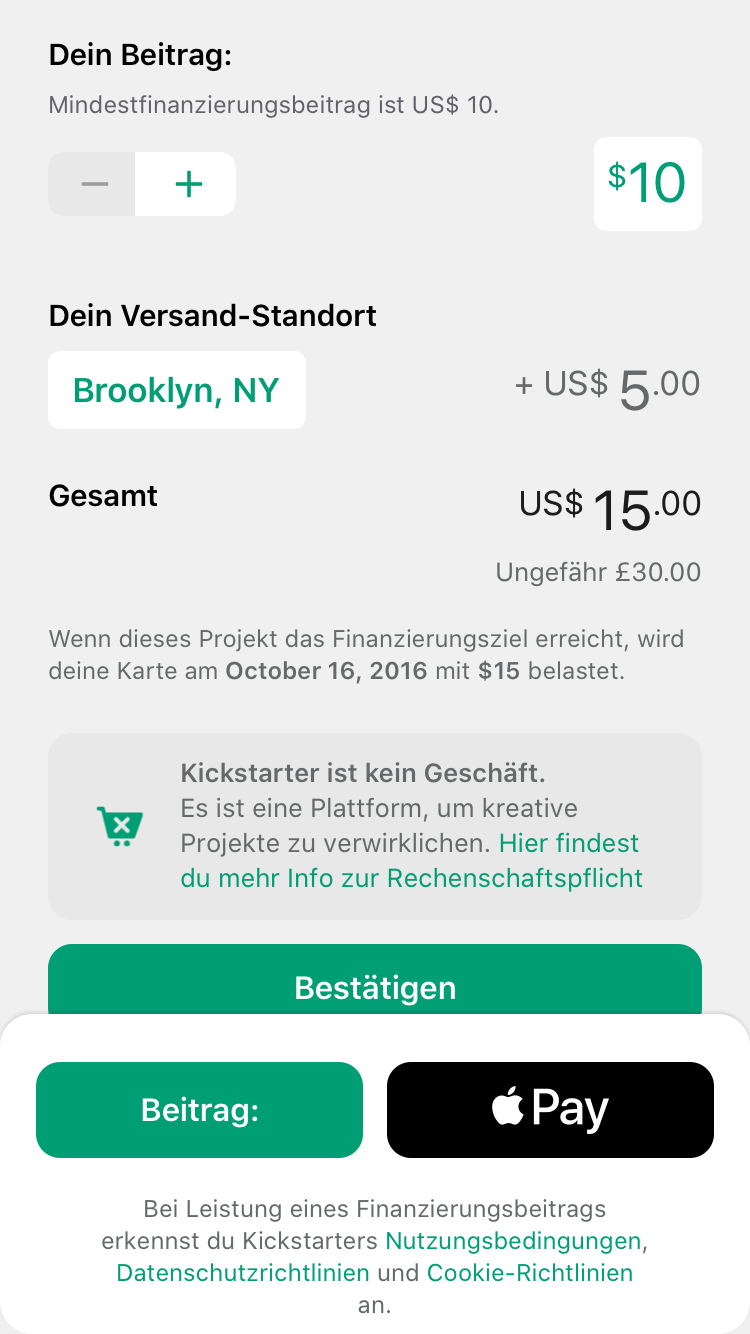 Dein Beitrag:
Mindestfinanzierungsbeitrag ist US$ 10.
− + $10
Dein Versand-Standort
Brooklyn, NY + US$ 5.00
Gesamt US$ 15.00
Ungefähr £30.00
Wenn dieses Projekt das Finanzierungsziel erreicht, wird
deine Karte am October 16, 2016 mit $15 belastet.
Kickstarter ist kein Geschäft.
Es ist eine Plattform, um kreative
Projekte zu verwirklichen. Hier findest
du mehr Info zur Rechenschaftspflicht
Bestätigen
Beitrag: Pay
Bei Leistung eines Finanzierungsbeitrags
erkennst du Kickstarters Nutzungsbedingungen,
Datenschutzrichtlinien und Cookie-Richtlinien
an.